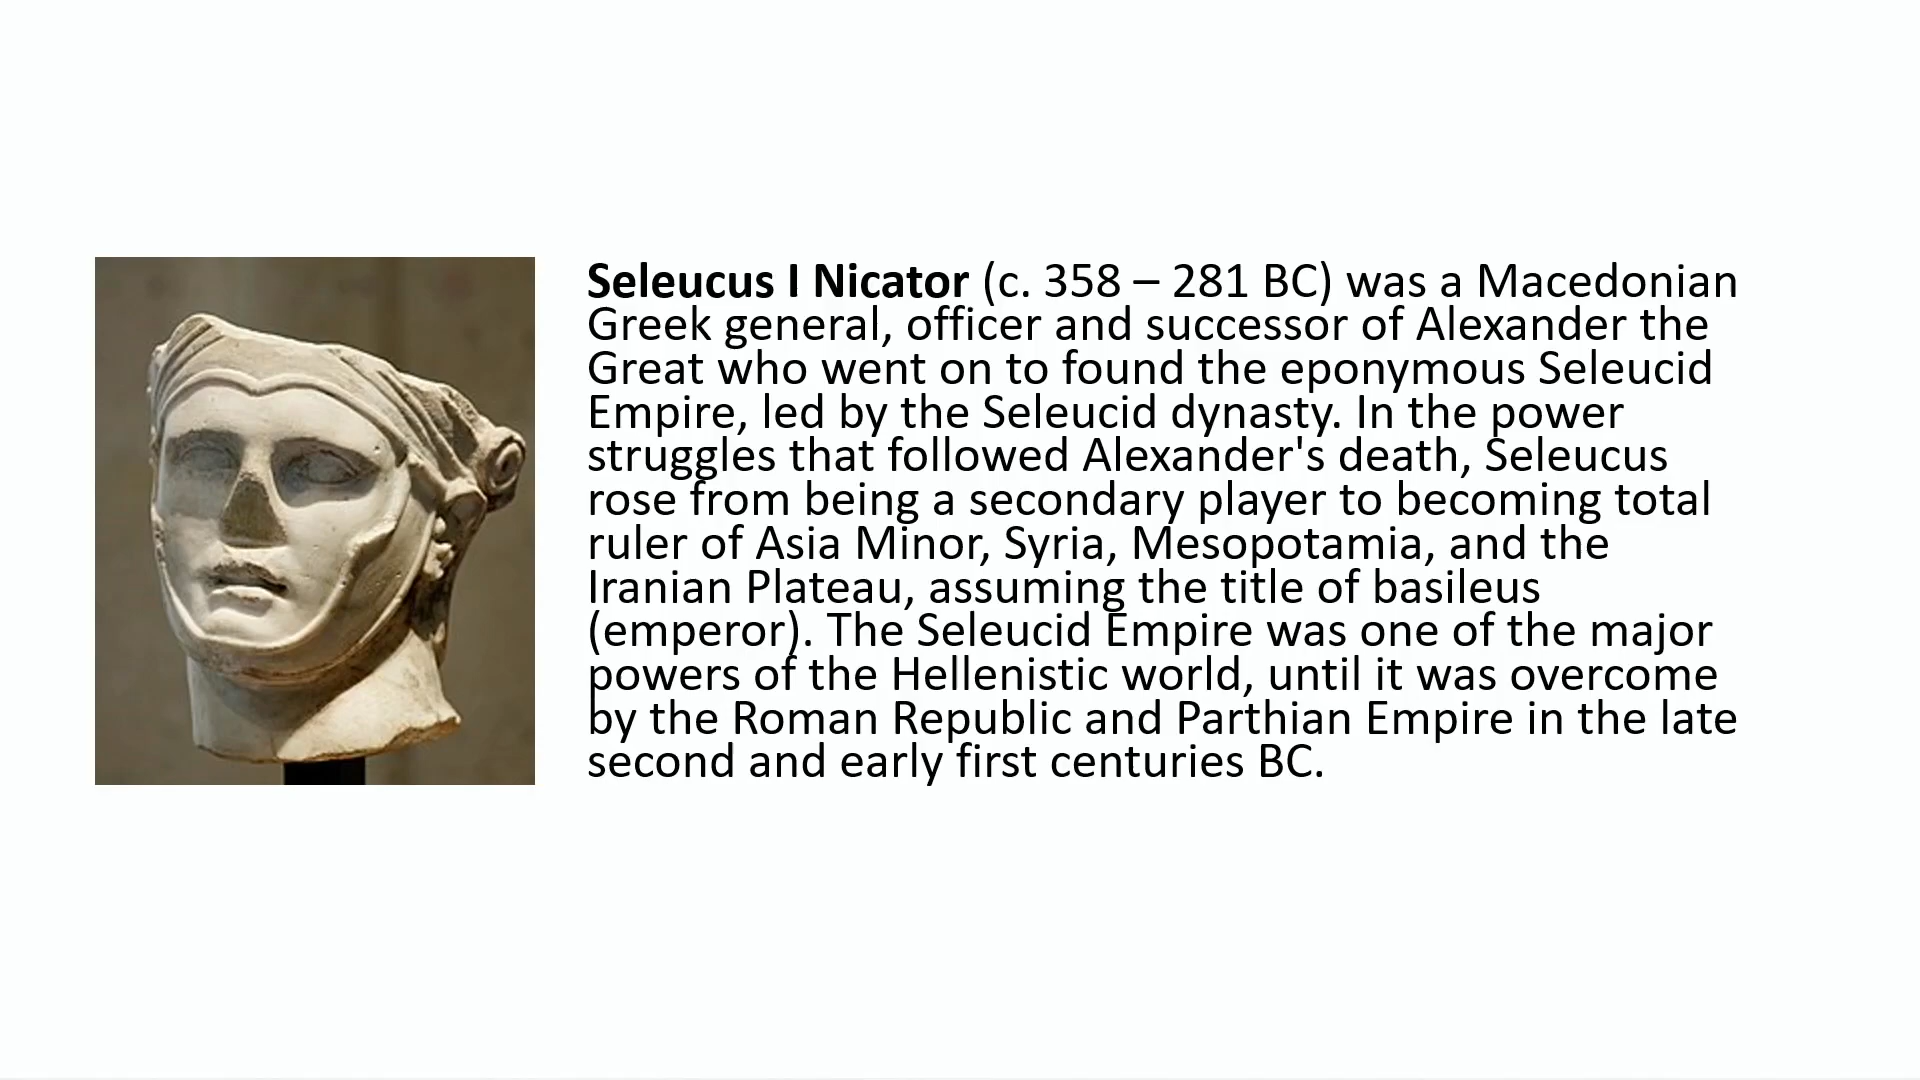 Seleucus I Nicator (c. 358 – 281 BC) was a Macedonian
Greek general, officer and successor of Alexander the
Great who went on to found the eponymous Seleucid
Empire, led by the Seleucid dynasty. In the power
struggles that followed Alexander's death, Seleucus
rose from being a secondary player to becoming total
ruler of Asia Minor, Syria, Mesopotamia, and the
Iranian Plateau, assuming the title of basileus
(emperor). The Seleucid Empire was one of the major
powers of the Hellenistic world, until it was overcome
by the Roman Republic and Parthian Empire in the late
second and early first centuries BC.